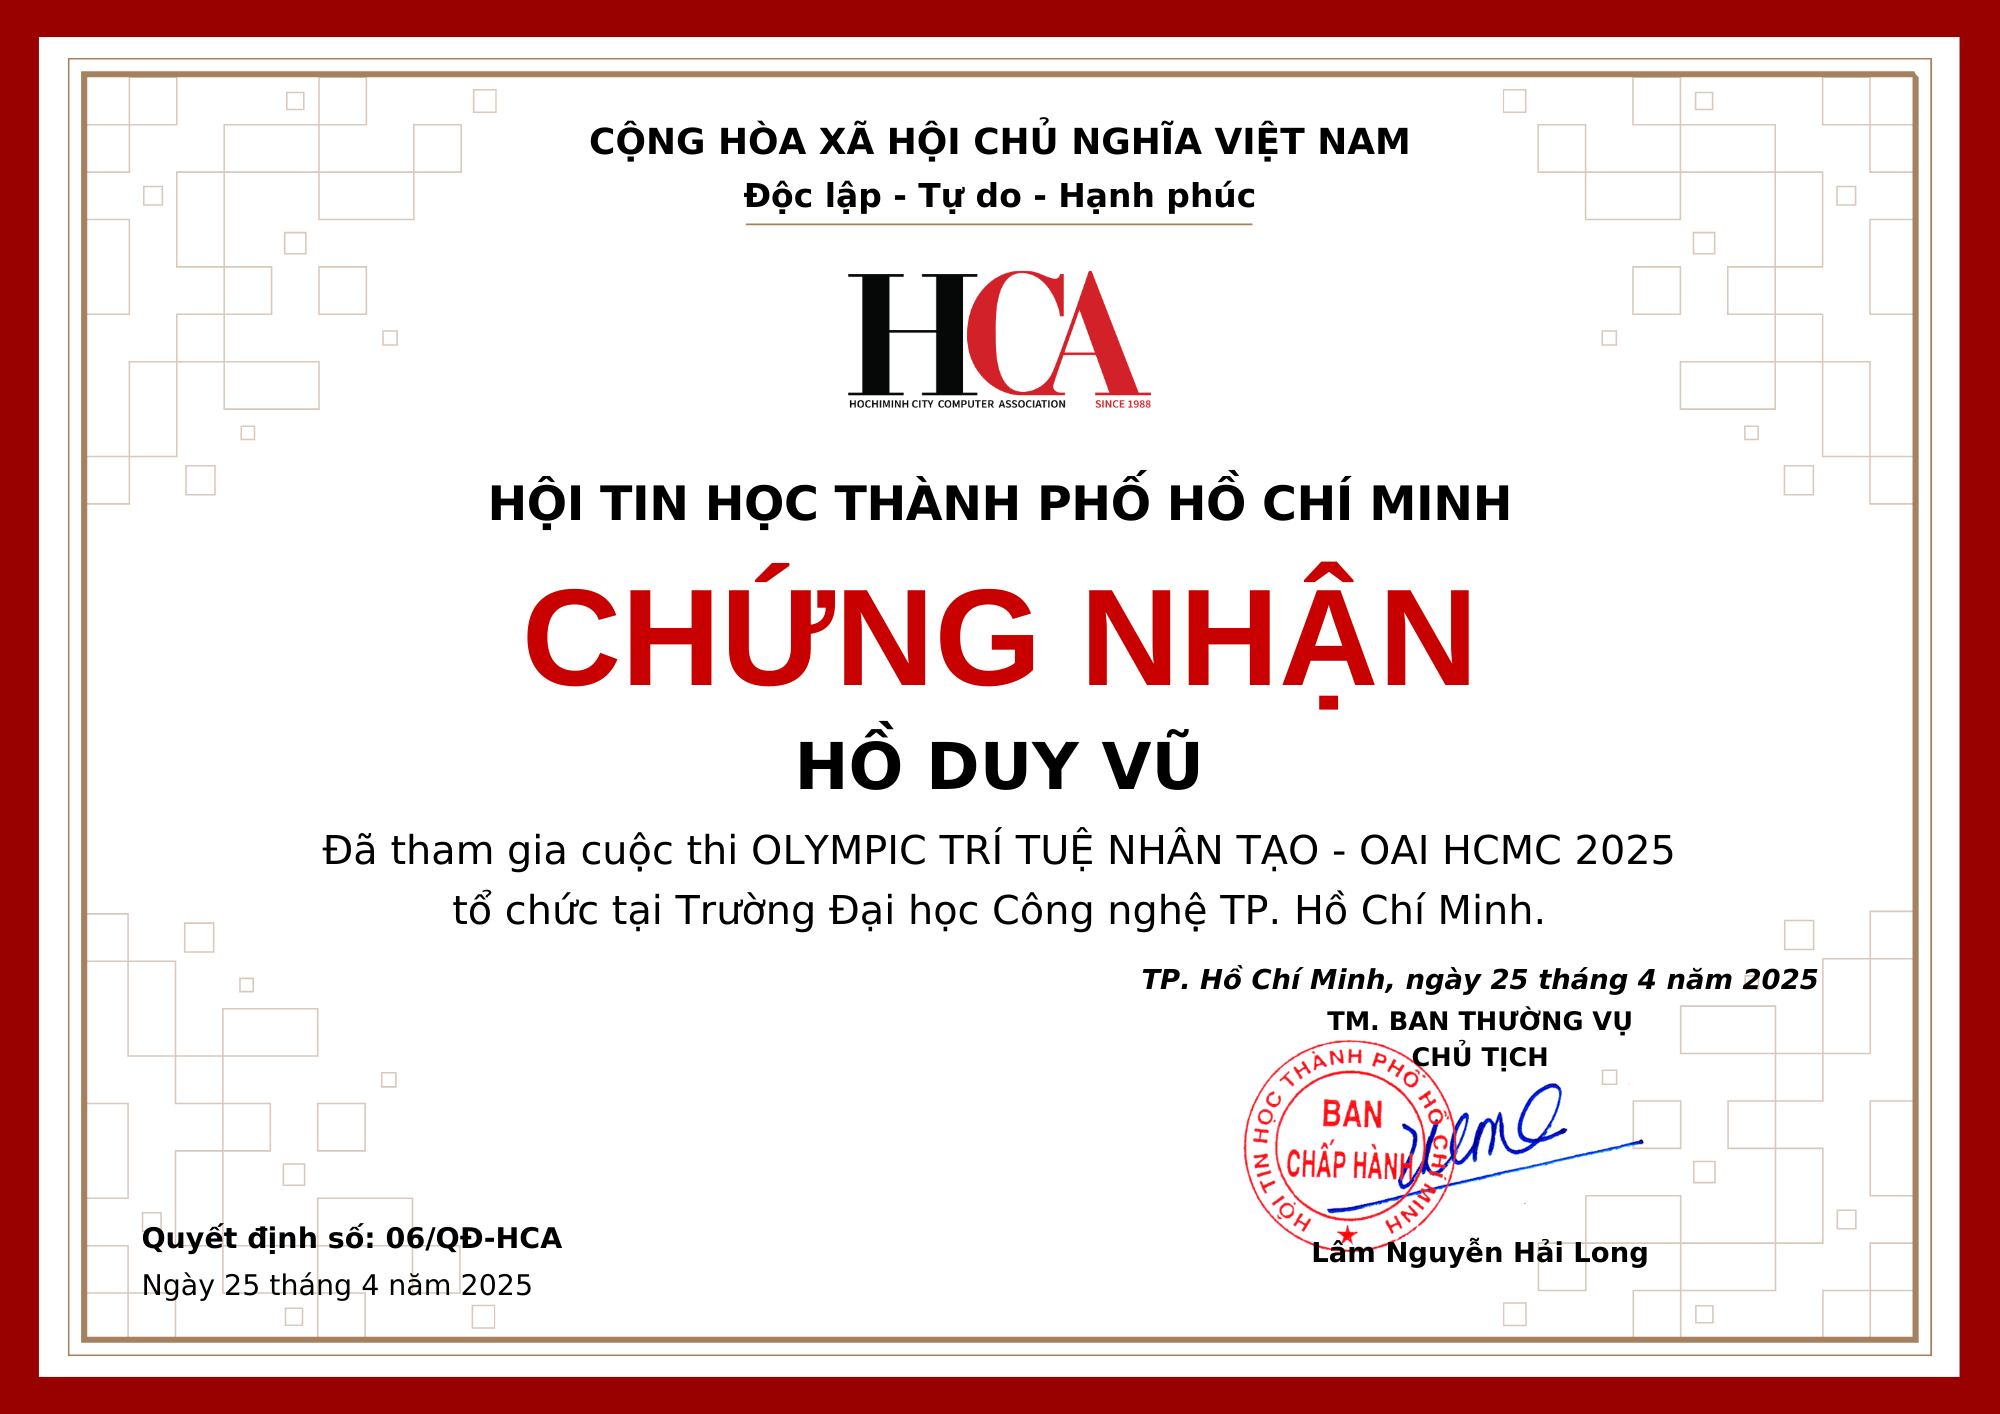 CỘNG HÒA XÃ HỘI CHỦ NGHĨA VIỆT NAM
Độc lập - Tự do - Hạnh phúc
HCA
HOCHIMINH CITY COMPUTER ASSOCIATION SINCE 1988
HỘI TIN HỌC THÀNH PHỐ HỒ CHÍ MINH
CHỨNG NHẬN
HỒ DUY VŨ
Đã tham gia cuộc thi OLYMPIC TRÍ TUỆ NHÂN TẠO - OAI HCMC 2025
tổ chức tại Trường Đại học Công nghệ TP. Hồ Chí Minh.
TP. Hồ Chí Minh, ngày 25 tháng 4 năm 2025
TM. BAN THƯỜNG VỤ
CHỦ TỊCH
HỘI TIN HỌC THÀNH PHỐ HỒ CHÍ MINH
BAN
CHẤP HÀNH
Lâm Nguyễn Hải Long
Quyết định số: 06/QĐ-HCA
Ngày 25 tháng 4 năm 2025